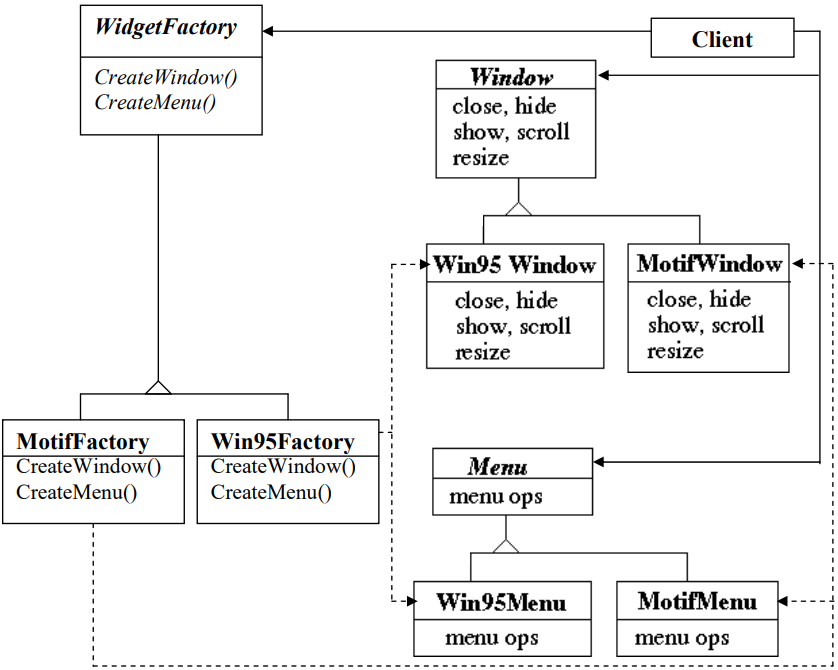 WidgetFactory
CreateWindow()
CreateMenu()
Client
Window
close, hide
show, scroll
resize
Win95 Window
close, hide
show, scroll
resize
MotifWindow
close, hide
show, scroll
resize
MotifFactory
CreateWindow()
CreateMenu()
Win95Factory
CreateWindow()
CreateMenu()
Menu
menu ops
Win95Menu
menu ops
MotifMenu
menu ops